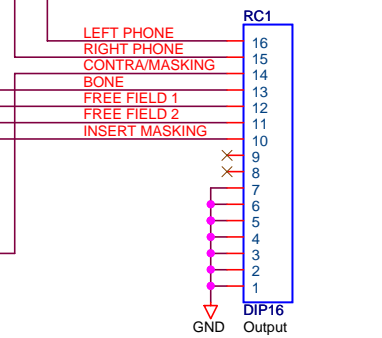 RC1
LEFT PHONE 16
RIGHT PHONE 15
CONTRA/MASKING 14
BONE 13
FREE FIELD 1 12
FREE FIELD 2 11
INSERT MASKING 10
9
8
7
6
5
4
3
2
1
DIP16
GND Output